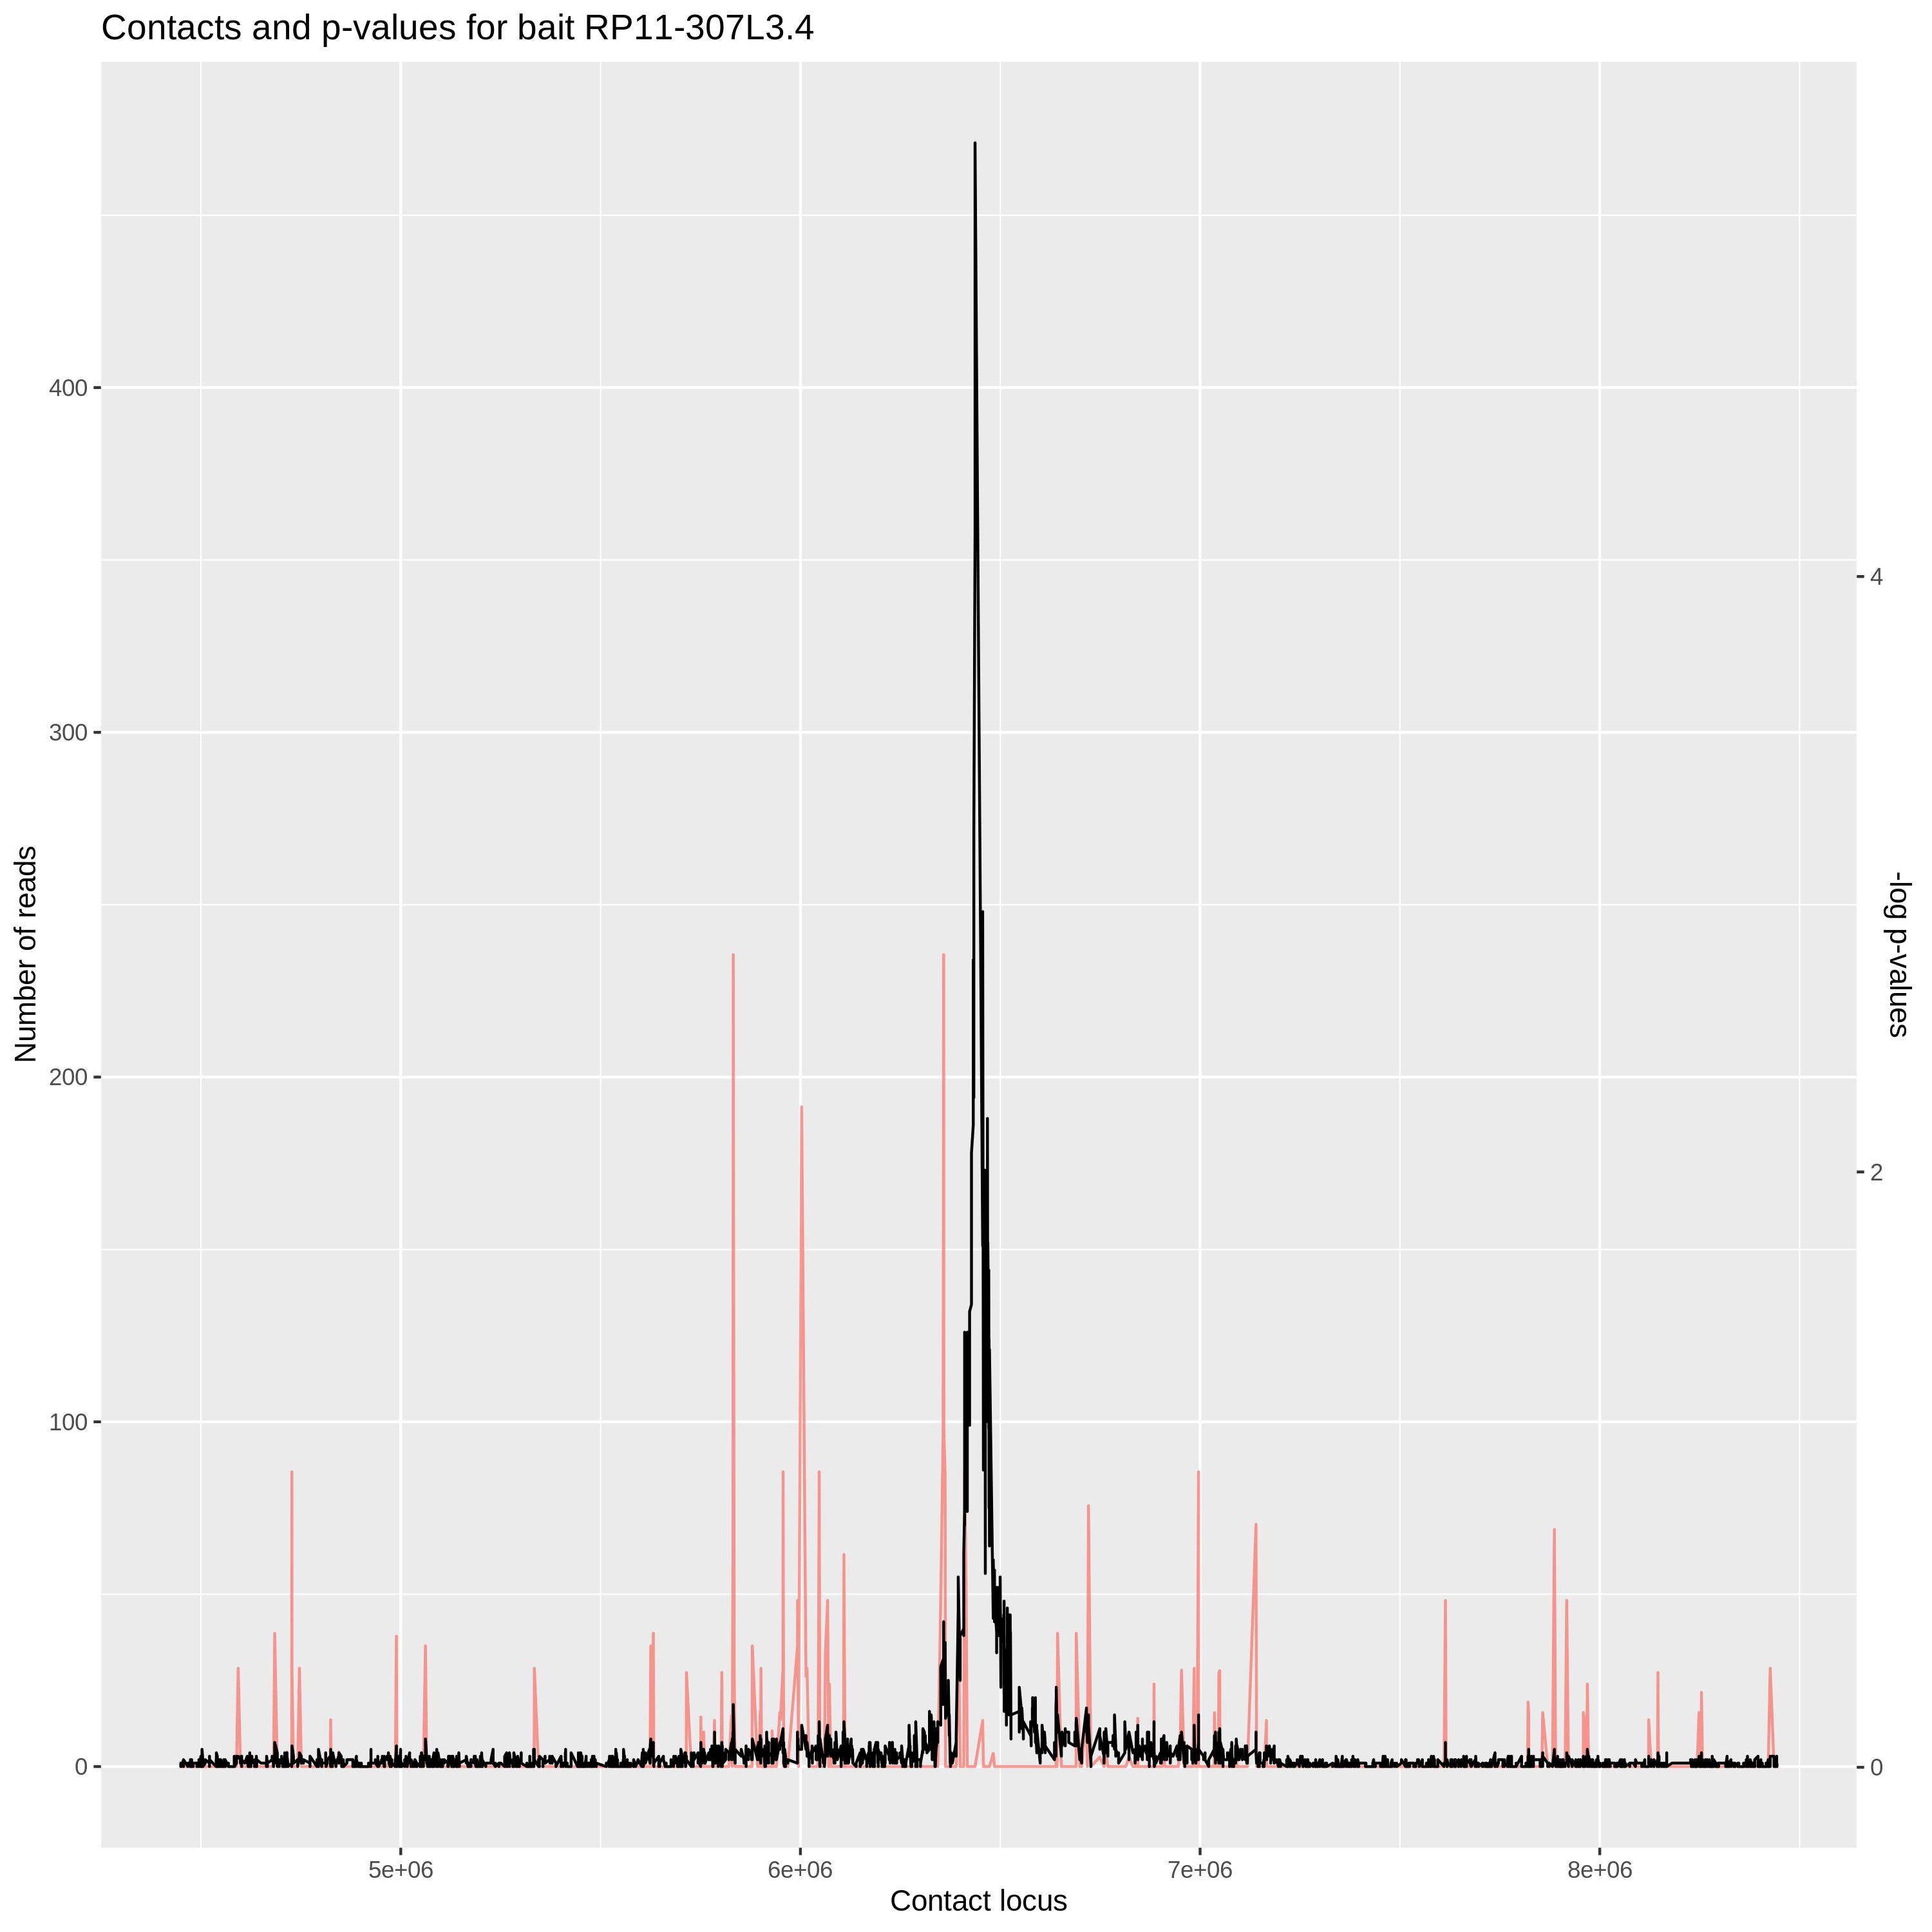 Contacts and p-values for bait RP11-307L3.4
Number of reads
400
300
200
100
0
4
2
0
-log p-values
5e+06
6e+06
7e+06
8e+06
Contact locus